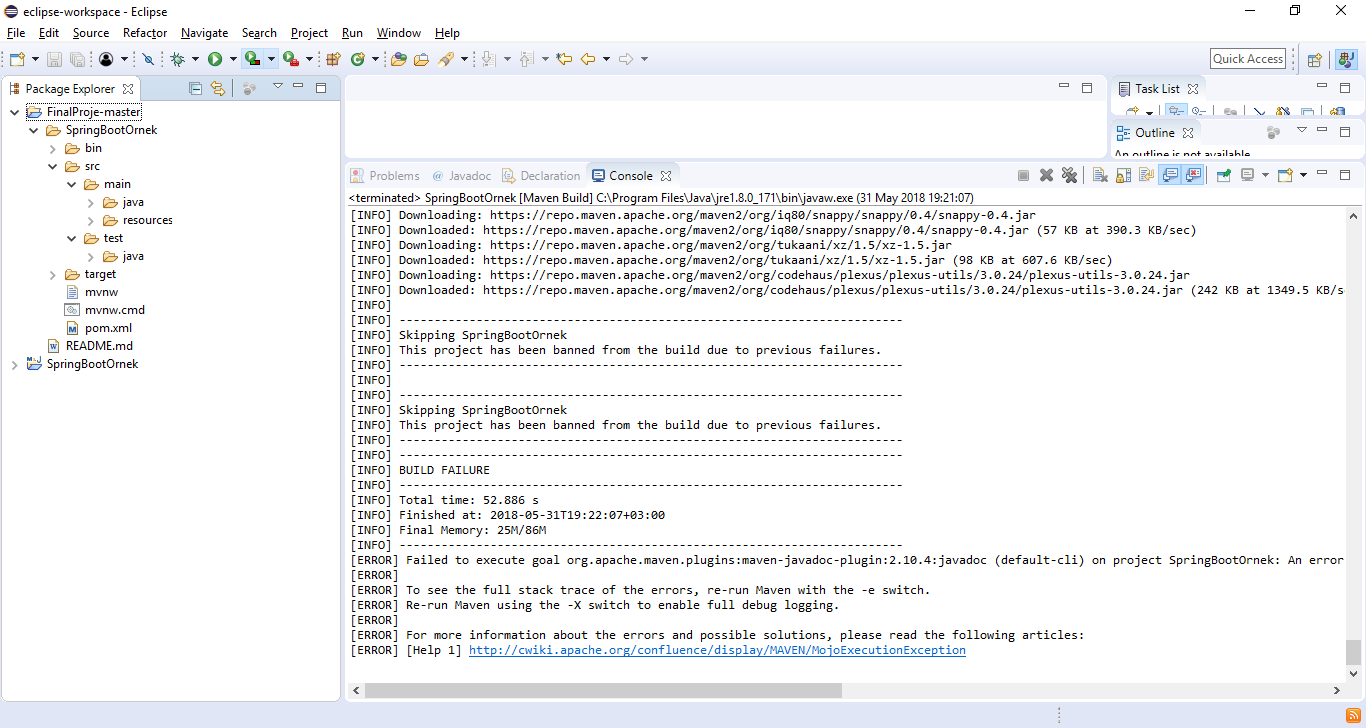 eclipse-workspace - Eclipse
File Edit Source Refactor Navigate Search Project Run Window Help
Quick Access
Package Explorer
FinalProje-master
SpringBootOrnek
bin
src
main
java
resources
test
java
target
mvnw
mvnw.cmd
pom.xml
README.md
SpringBootOrnek
Task List
Outline
An outline is not available.
Problems Javadoc Declaration Console
<terminated> SpringBootOrnek [Maven Build] C:\Program Files\Java\jre1.8.0_171\bin\javaw.exe (31 May 2018 19:21:07)
[INFO] Downloading: https://repo.maven.apache.org/maven2/org/iq80/snappy/snappy/0.4/snappy-0.4.jar
[INFO] Downloaded: https://repo.maven.apache.org/maven2/org/iq80/snappy/snappy/0.4/snappy-0.4.jar (57 KB at 390.3 KB/sec)
[INFO] Downloading: https://repo.maven.apache.org/maven2/org/tukaani/xz/1.5/xz-1.5.jar
[INFO] Downloaded: https://repo.maven.apache.org/maven2/org/tukaani/xz/1.5/xz-1.5.jar (98 KB at 607.6 KB/sec)
[INFO] Downloading: https://repo.maven.apache.org/maven2/org/codehaus/plexus/plexus-utils/3.0.24/plexus-utils-3.0.24.jar
[INFO] Downloaded: https://repo.maven.apache.org/maven2/org/codehaus/plexus/plexus-utils/3.0.24/plexus-utils-3.0.24.jar (242 KB at 1349.5 KB/s
[INFO]
[INFO] ------------------------------------------------------------------------
[INFO] Skipping SpringBootOrnek
[INFO] This project has been banned from the build due to previous failures.
[INFO] ------------------------------------------------------------------------
[INFO]
[INFO] ------------------------------------------------------------------------
[INFO] Skipping SpringBootOrnek
[INFO] This project has been banned from the build due to previous failures.
[INFO] ------------------------------------------------------------------------
[INFO] ------------------------------------------------------------------------
[INFO] BUILD FAILURE
[INFO] ------------------------------------------------------------------------
[INFO] Total time: 52.886 s
[INFO] Finished at: 2018-05-31T19:22:07+03:00
[INFO] Final Memory: 25M/86M
[INFO] ------------------------------------------------------------------------
[ERROR] Failed to execute goal org.apache.maven.plugins:maven-javadoc-plugin:2.10.4:javadoc (default-cli) on project SpringBootOrnek: An error
[ERROR]
[ERROR] To see the full stack trace of the errors, re-run Maven with the -e switch.
[ERROR] Re-run Maven using the -X switch to enable full debug logging.
[ERROR]
[ERROR] For more information about the errors and possible solutions, please read the following articles:
[ERROR] [Help 1] http://cwiki.apache.org/confluence/display/MAVEN/MojoExecutionException